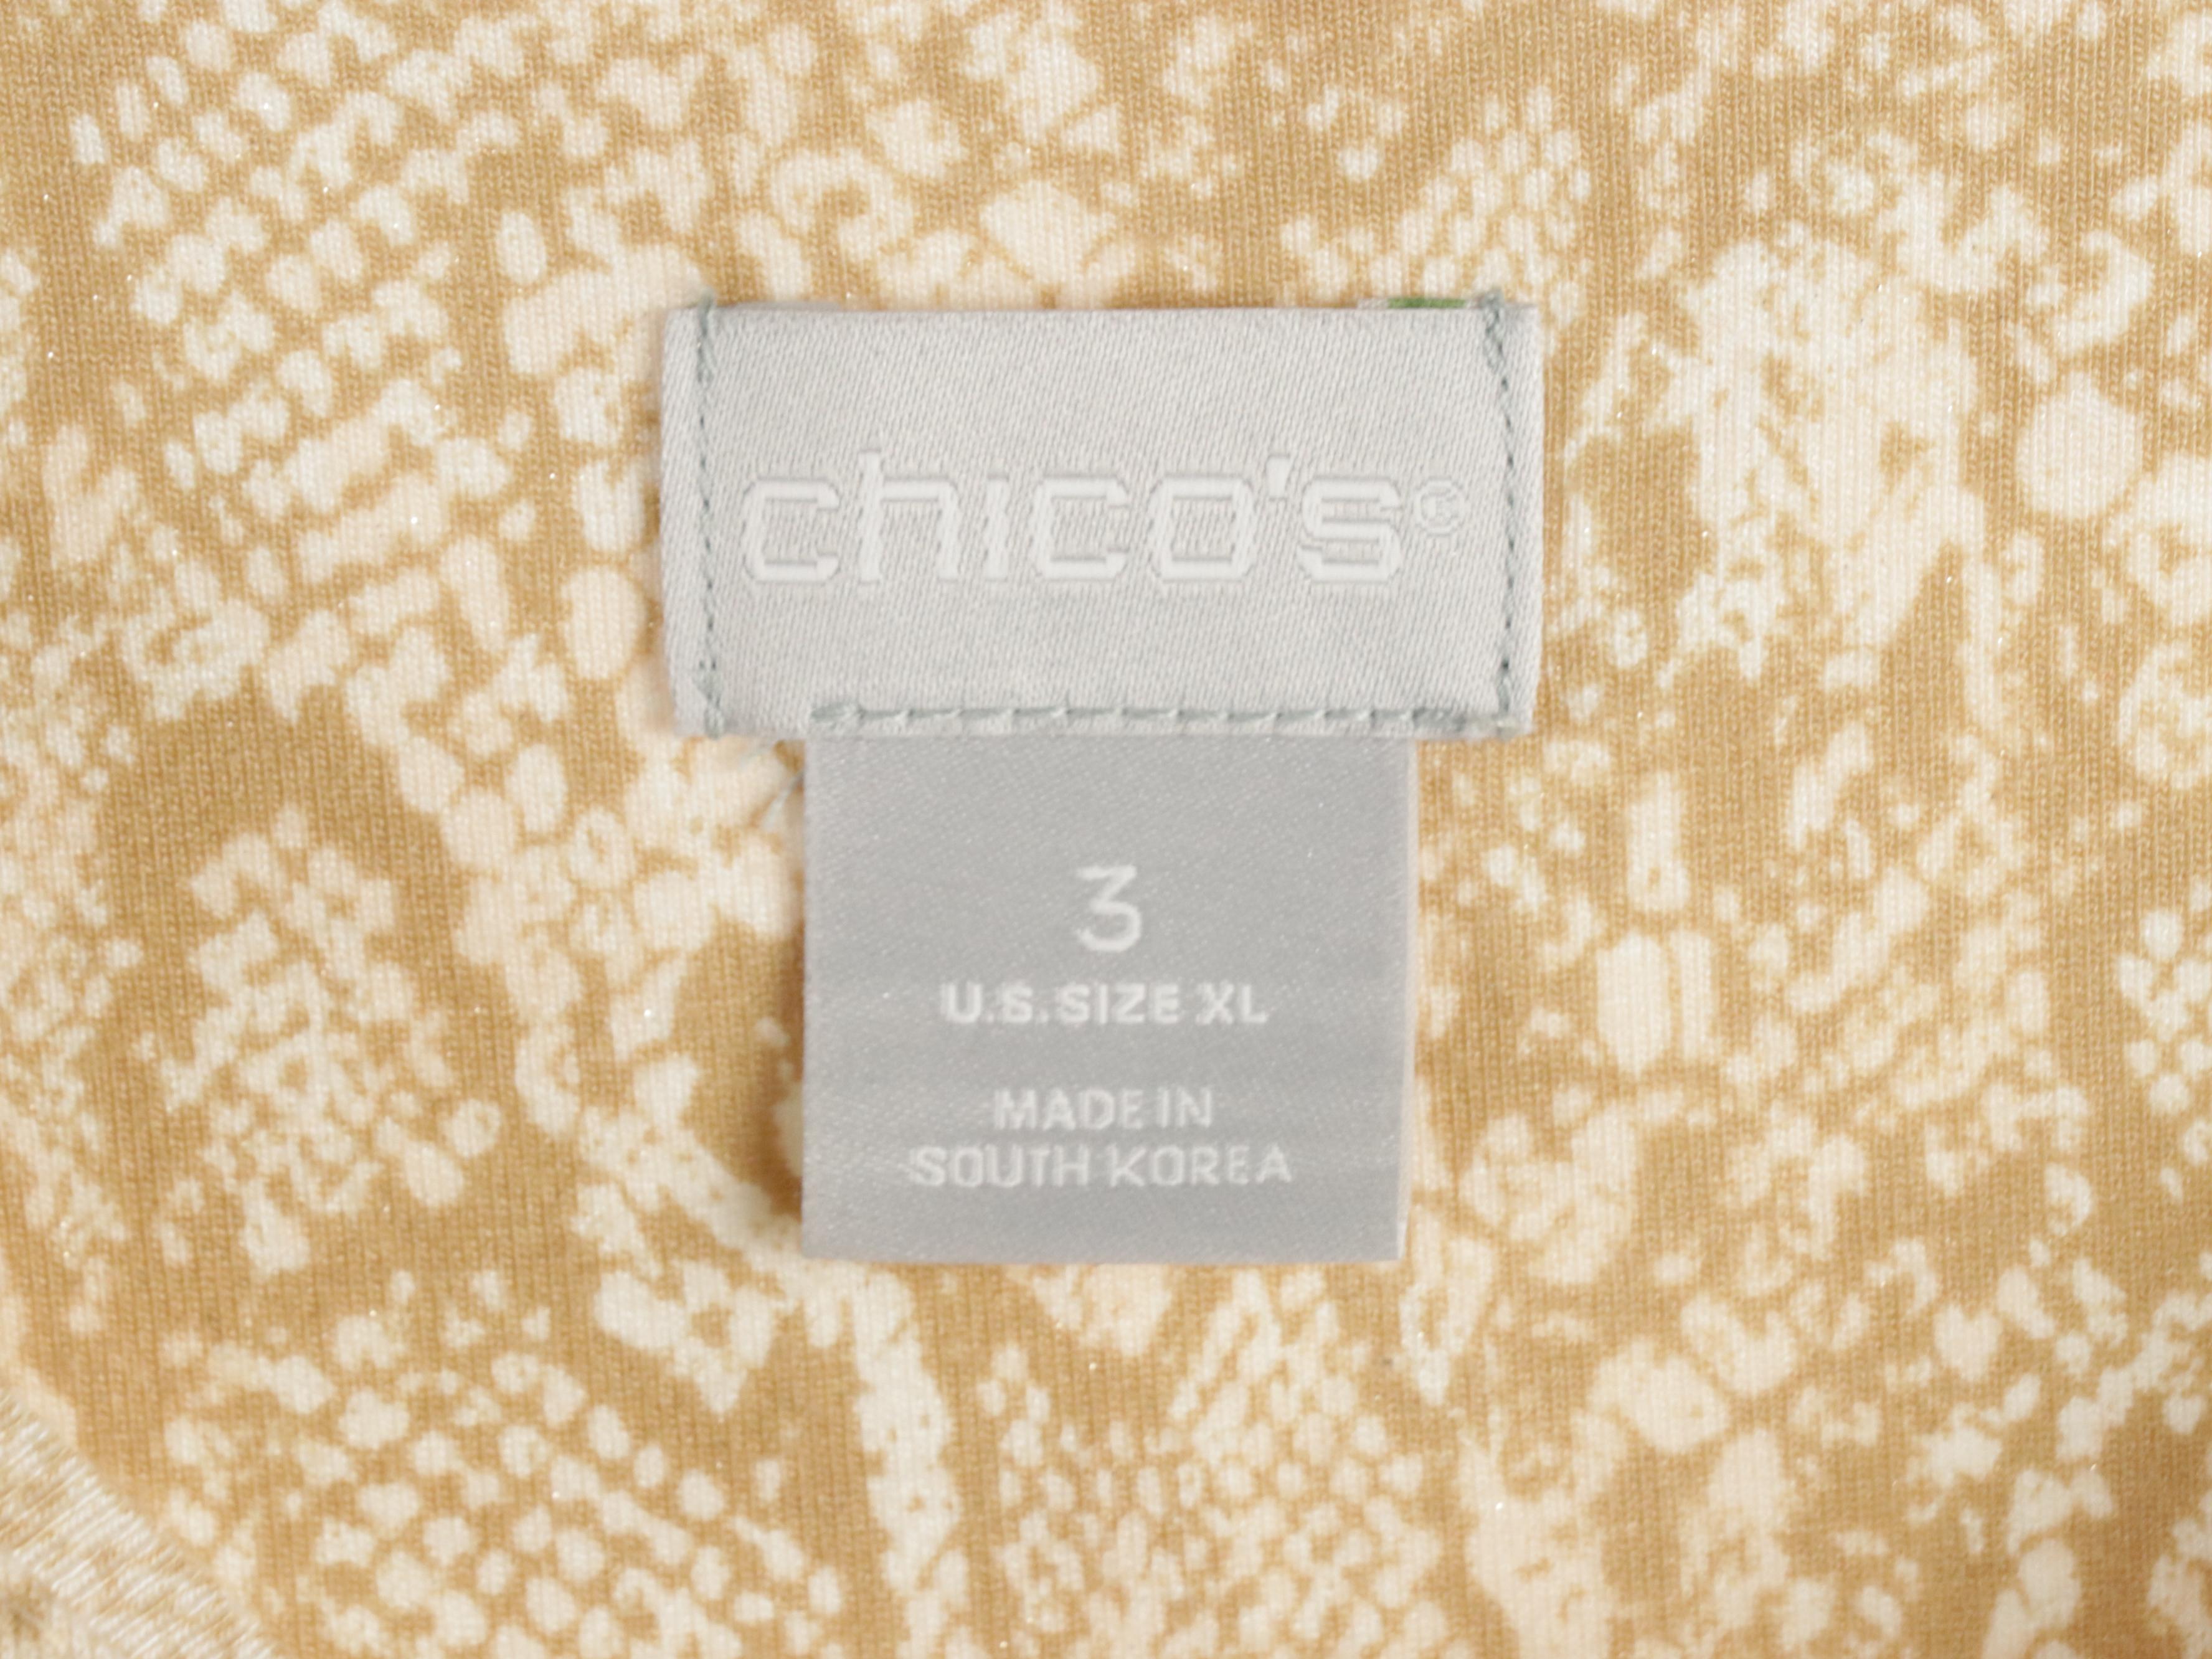 chico's®
3
U.S. SIZE XL
MADE IN
SOUTH KOREA